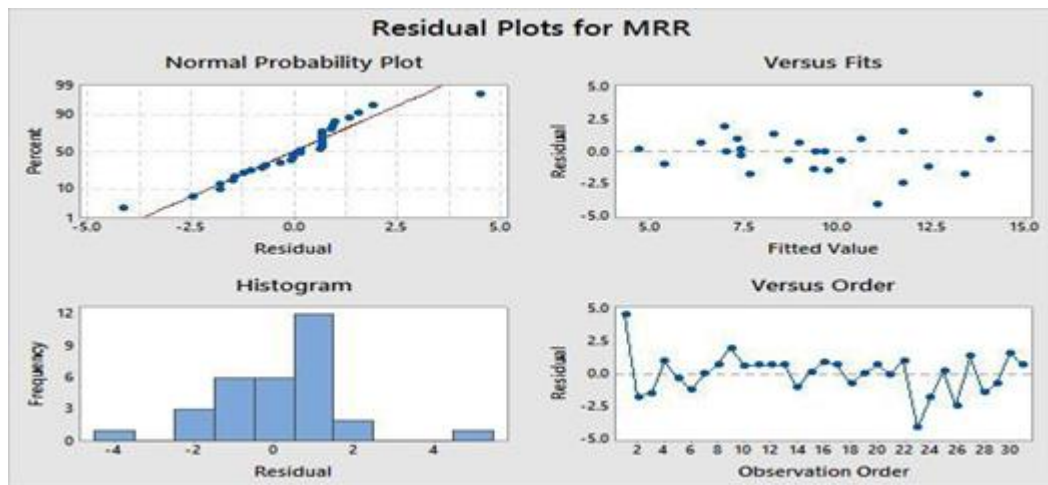 Residual Plots for MRR
Normal Probability Plot
99
90
50
10
1
Percent
-5.0 -2.5 0.0 2.5 5.0
Residual
Versus Fits
5.0
2.5
0.0
-2.5
-5.0
Residual
5.0 7.5 10.0 12.5 15.0
Fitted Value
Histogram
12
9
6
3
0
Frequency
-4 -2 0 2 4
Residual
Versus Order
5.0
2.5
0.0
-2.5
-5.0
Residual
2 4 6 8 10 12 14 16 18 20 22 24 26 28 30
Observation Order